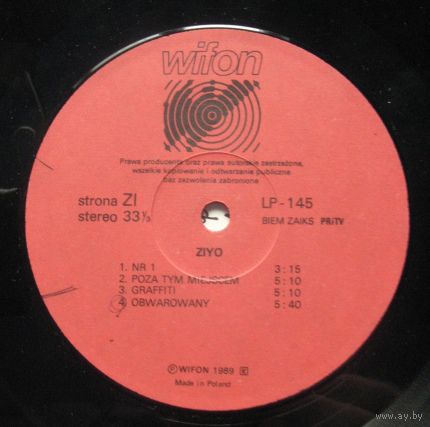 wifon
Prawa producenta oraz prawa autorskie zastrzeżone,
wszelkie kopiowanie i odtwarzanie publiczne
bez zezwolenia zabronione
strona ZI
LP-145
stereo 33⅓
BIEM ZAIKS PRiTV
ZIYO
1. NR 1 3:15
2. POZA TYM MIEJSCEM 5:10
3. GRAFFITI 5:10
4. OBWAROWANY 5:40
Ⓟ WIFON 1989 K
Made in Poland
www.ay.by